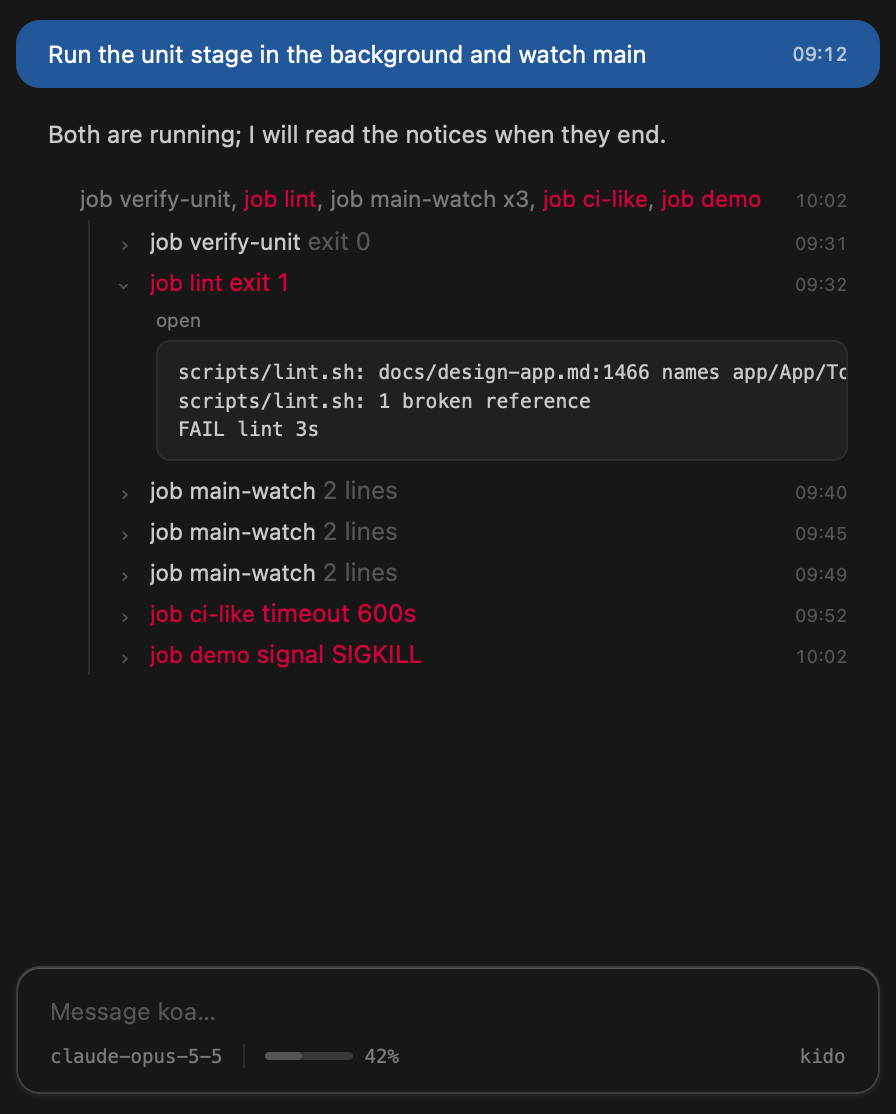 Run the unit stage in the background and watch main 09:12
Both are running; I will read the notices when they end.
job verify-unit, job lint, job main-watch x3, job ci-like, job demo 10:02
job verify-unit exit 0 09:31
job lint exit 1 09:32
open
scripts/lint.sh: docs/design-app.md:1466 names app/App/To
scripts/lint.sh: 1 broken reference
FAIL lint 3s
job main-watch 2 lines 09:40
job main-watch 2 lines 09:45
job main-watch 2 lines 09:49
job ci-like timeout 600s 09:52
job demo signal SIGKILL 10:02
Message koa...
claude-opus-5-5 42% kido